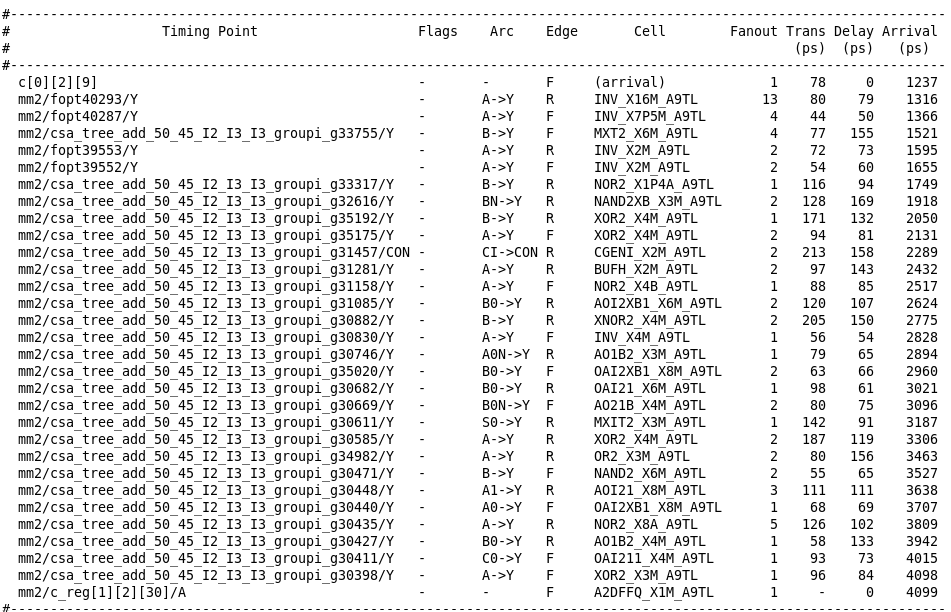 #---------------------------------------------------------------------------------------------------------------------
#                   Timing Point                    Flags    Arc    Edge       Cell        Fanout Trans Delay Arrival
#                                                                                                  (ps)  (ps)   (ps)
#---------------------------------------------------------------------------------------------------------------------
  c[0][2][9]                                        -       -       F     (arrival)             1    78     0    1237
  mm2/fopt40293/Y                                   -       A->Y    R     INV_X16M_A9TL        13    80    79    1316
  mm2/fopt40287/Y                                   -       A->Y    F     INV_X7P5M_A9TL        4    44    50    1366
  mm2/csa_tree_add_50_45_I2_I3_I3_groupi_g33755/Y   -       B->Y    F     MXT2_X6M_A9TL         4    77   155    1521
  mm2/fopt39553/Y                                   -       A->Y    R     INV_X2M_A9TL          2    72    73    1595
  mm2/fopt39552/Y                                   -       A->Y    F     INV_X2M_A9TL          2    54    60    1655
  mm2/csa_tree_add_50_45_I2_I3_I3_groupi_g33317/Y   -       B->Y    R     NOR2_X1P4A_A9TL       1   116    94    1749
  mm2/csa_tree_add_50_45_I2_I3_I3_groupi_g32616/Y   -       BN->Y   R     NAND2XB_X3M_A9TL      2   128   169    1918
  mm2/csa_tree_add_50_45_I2_I3_I3_groupi_g35192/Y   -       B->Y    R     XOR2_X4M_A9TL         1   171   132    2050
  mm2/csa_tree_add_50_45_I2_I3_I3_groupi_g35175/Y   -       A->Y    F     XOR2_X4M_A9TL         2    94    81    2131
  mm2/csa_tree_add_50_45_I2_I3_I3_groupi_g31457/CON -       CI->CON R     CGENI_X2M_A9TL        2   213   158    2289
  mm2/csa_tree_add_50_45_I2_I3_I3_groupi_g31281/Y   -       A->Y    R     BUFH_X2M_A9TL         2    97   143    2432
  mm2/csa_tree_add_50_45_I2_I3_I3_groupi_g31158/Y   -       A->Y    F     NOR2_X4B_A9TL         1    88    85    2517
  mm2/csa_tree_add_50_45_I2_I3_I3_groupi_g31085/Y   -       B0->Y   R     AOI2XB1_X6M_A9TL      2   120   107    2624
  mm2/csa_tree_add_50_45_I2_I3_I3_groupi_g30882/Y   -       B->Y    R     XNOR2_X4M_A9TL        2   205   150    2775
  mm2/csa_tree_add_50_45_I2_I3_I3_groupi_g30830/Y   -       A->Y    F     INV_X4M_A9TL          1    56    54    2828
  mm2/csa_tree_add_50_45_I2_I3_I3_groupi_g30746/Y   -       A0N->Y  R     AO1B2_X3M_A9TL        1    79    65    2894
  mm2/csa_tree_add_50_45_I2_I3_I3_groupi_g35020/Y   -       B0->Y   F     OAI2XB1_X8M_A9TL      2    63    66    2960
  mm2/csa_tree_add_50_45_I2_I3_I3_groupi_g30682/Y   -       B0->Y   R     OAI21_X6M_A9TL        1    98    61    3021
  mm2/csa_tree_add_50_45_I2_I3_I3_groupi_g30669/Y   -       B0N->Y  F     AO21B_X4M_A9TL        2    80    75    3096
  mm2/csa_tree_add_50_45_I2_I3_I3_groupi_g30611/Y   -       S0->Y   R     MXIT2_X3M_A9TL        1   142    91    3187
  mm2/csa_tree_add_50_45_I2_I3_I3_groupi_g30585/Y   -       A->Y    R     XOR2_X4M_A9TL         2   187   119    3306
  mm2/csa_tree_add_50_45_I2_I3_I3_groupi_g34982/Y   -       A->Y    R     OR2_X3M_A9TL          2    80   156    3463
  mm2/csa_tree_add_50_45_I2_I3_I3_groupi_g30471/Y   -       B->Y    F     NAND2_X6M_A9TL        2    55    65    3527
  mm2/csa_tree_add_50_45_I2_I3_I3_groupi_g30448/Y   -       A1->Y   R     AOI21_X8M_A9TL        3   111   111    3638
  mm2/csa_tree_add_50_45_I2_I3_I3_groupi_g30440/Y   -       A0->Y   F     OAI2XB1_X8M_A9TL      1    68    69    3707
  mm2/csa_tree_add_50_45_I2_I3_I3_groupi_g30435/Y   -       A->Y    R     NOR2_X8A_A9TL         5   126   102    3809
  mm2/csa_tree_add_50_45_I2_I3_I3_groupi_g30427/Y   -       B0->Y   R     AO1B2_X4M_A9TL        1    58   133    3942
  mm2/csa_tree_add_50_45_I2_I3_I3_groupi_g30411/Y   -       C0->Y   F     OAI211_X4M_A9TL       1    93    73    4015
  mm2/csa_tree_add_50_45_I2_I3_I3_groupi_g30398/Y   -       A->Y    F     XOR2_X3M_A9TL         1    96    84    4098
  mm2/c_reg[1][2][30]/A                             -       -       F     A2DFFQ_X1M_A9TL       1     -     0    4099
#---------------------------------------------------------------------------------------------------------------------